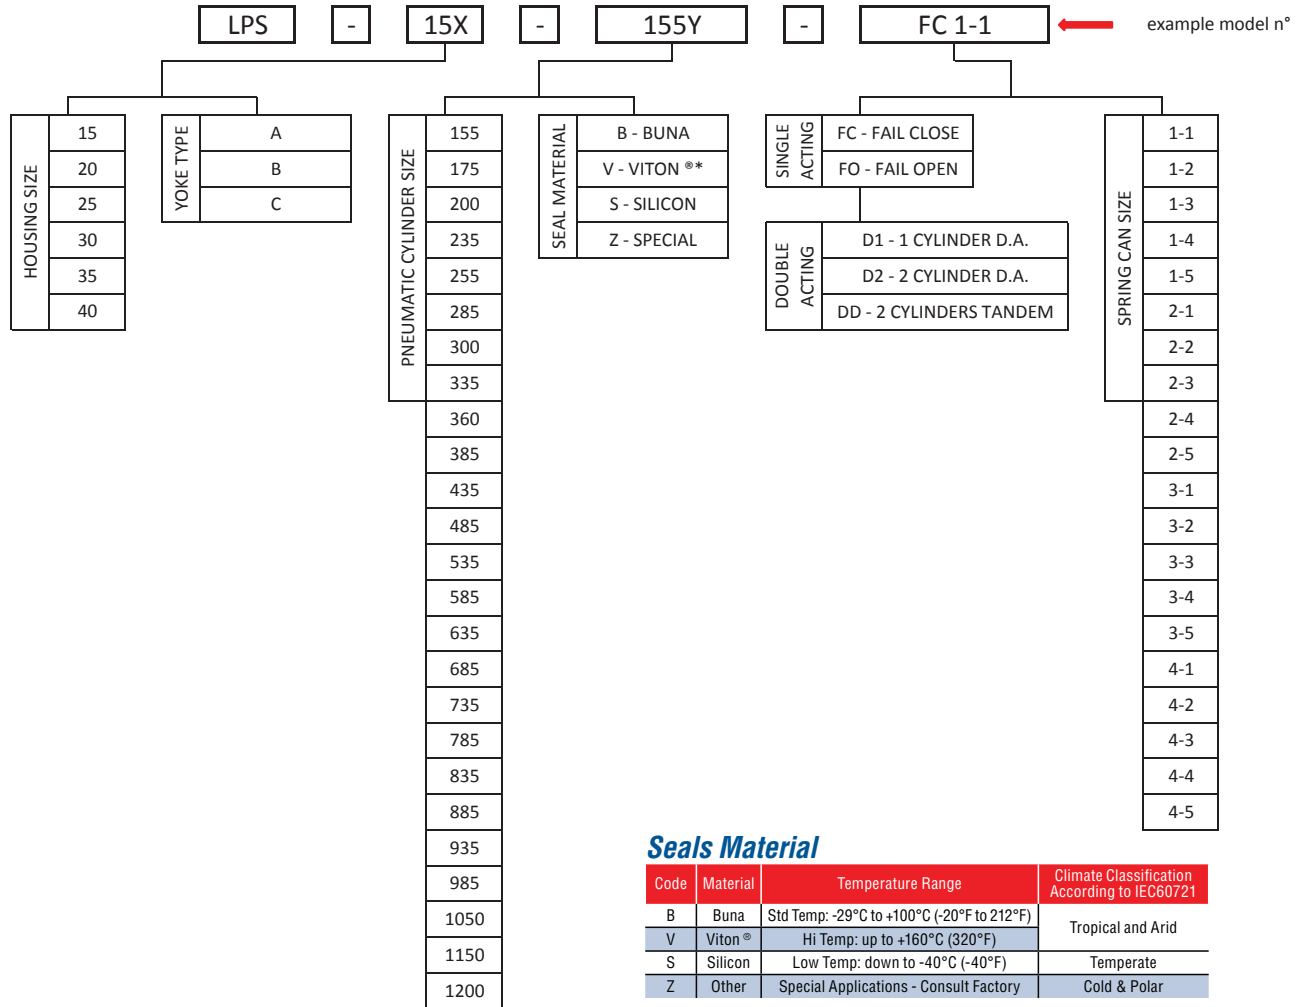 LPS - 15X - 155Y - FC 1-1 example model n°
HOUSING SIZE
15
20
25
30
35
40
YOKE TYPE
A
B
C
PNEUMATIC CYLINDER SIZE
155
175
200
235
255
285
300
335
360
385
435
485
535
585
635
685
735
785
835
885
935
985
1050
1150
1200
SEAL MATERIAL
B - BUNA
V - VITON ®*
S - SILICON
Z - SPECIAL
SINGLE
ACTING
FC - FAIL CLOSE
FO - FAIL OPEN
DOUBLE
ACTING
D1 - 1 CYLINDER D.A.
D2 - 2 CYLINDER D.A.
DD - 2 CYLINDERS TANDEM
SPRING CAN SIZE
1-1
1-2
1-3
1-4
1-5
2-1
2-2
2-3
2-4
2-5
3-1
3-2
3-3
3-4
3-5
4-1
4-2
4-3
4-4
4-5
Seals Material
Code Material Temperature Range Climate Classification
According to IEC60721
B Buna Std Temp: -29°C to +100°C (-20°F to 212°F) Tropical and Arid
V Viton ® Hi Temp: up to +160°C (320°F)
S Silicon Low Temp: down to -40°C (-40°F) Temperate
Z Other Special Applications - Consult Factory Cold & Polar